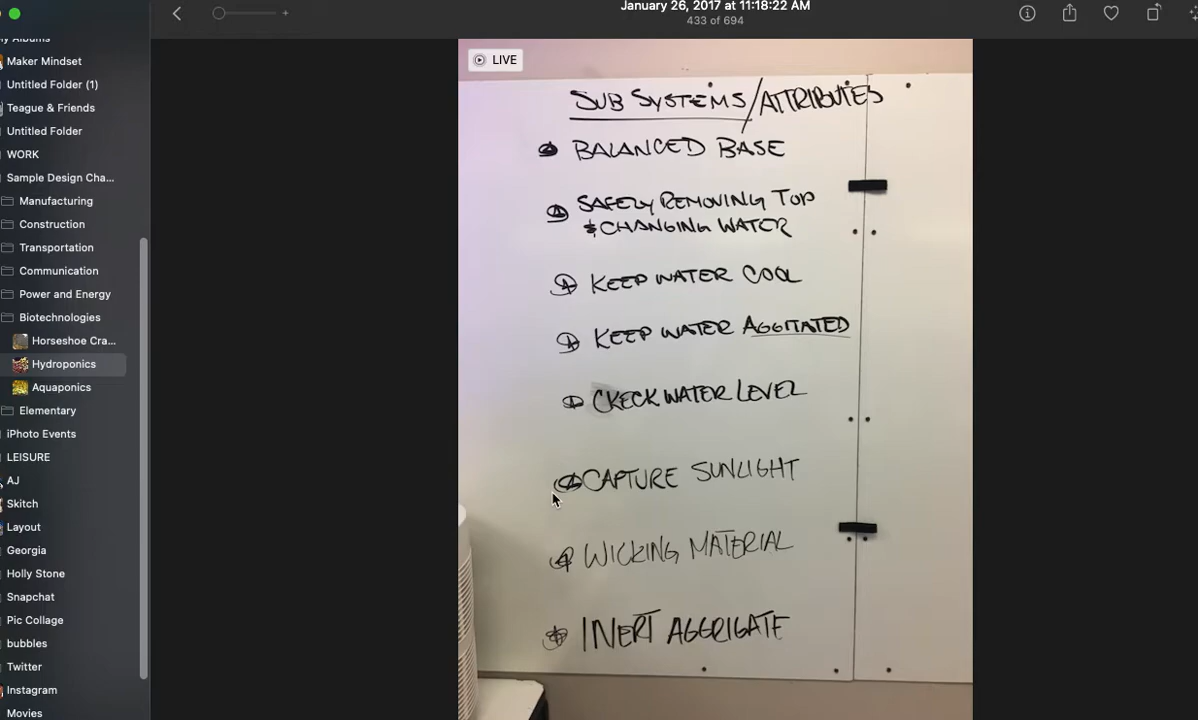 January 26, 2017 at 11:18:22 AM
433 of 694
My Albums
Maker Mindset
Untitled Folder (1)
Teague & Friends
Untitled Folder
WORK
Sample Design Cha...
Manufacturing
Construction
Transportation
Communication
Power and Energy
Biotechnologies
Horseshoe Cra...
Hydroponics
Aquaponics
Elementary
iPhoto Events
LEISURE
AJ
Skitch
Layout
Georgia
Holly Stone
Snapchat
Pic Collage
bubbles
Twitter
Instagram
Movies
LIVE
SUB SYSTEMS/ATTRIBUTES
BALANCED BASE
SAFELY REMOVING TOP
& CHANGING WATER
KEEP WATER COOL
KEEP WATER AGGITATED
CKECK WATER LEVEL
CAPTURE SUNLIGHT
WICKING MATERIAL
INERT AGGRIGATE